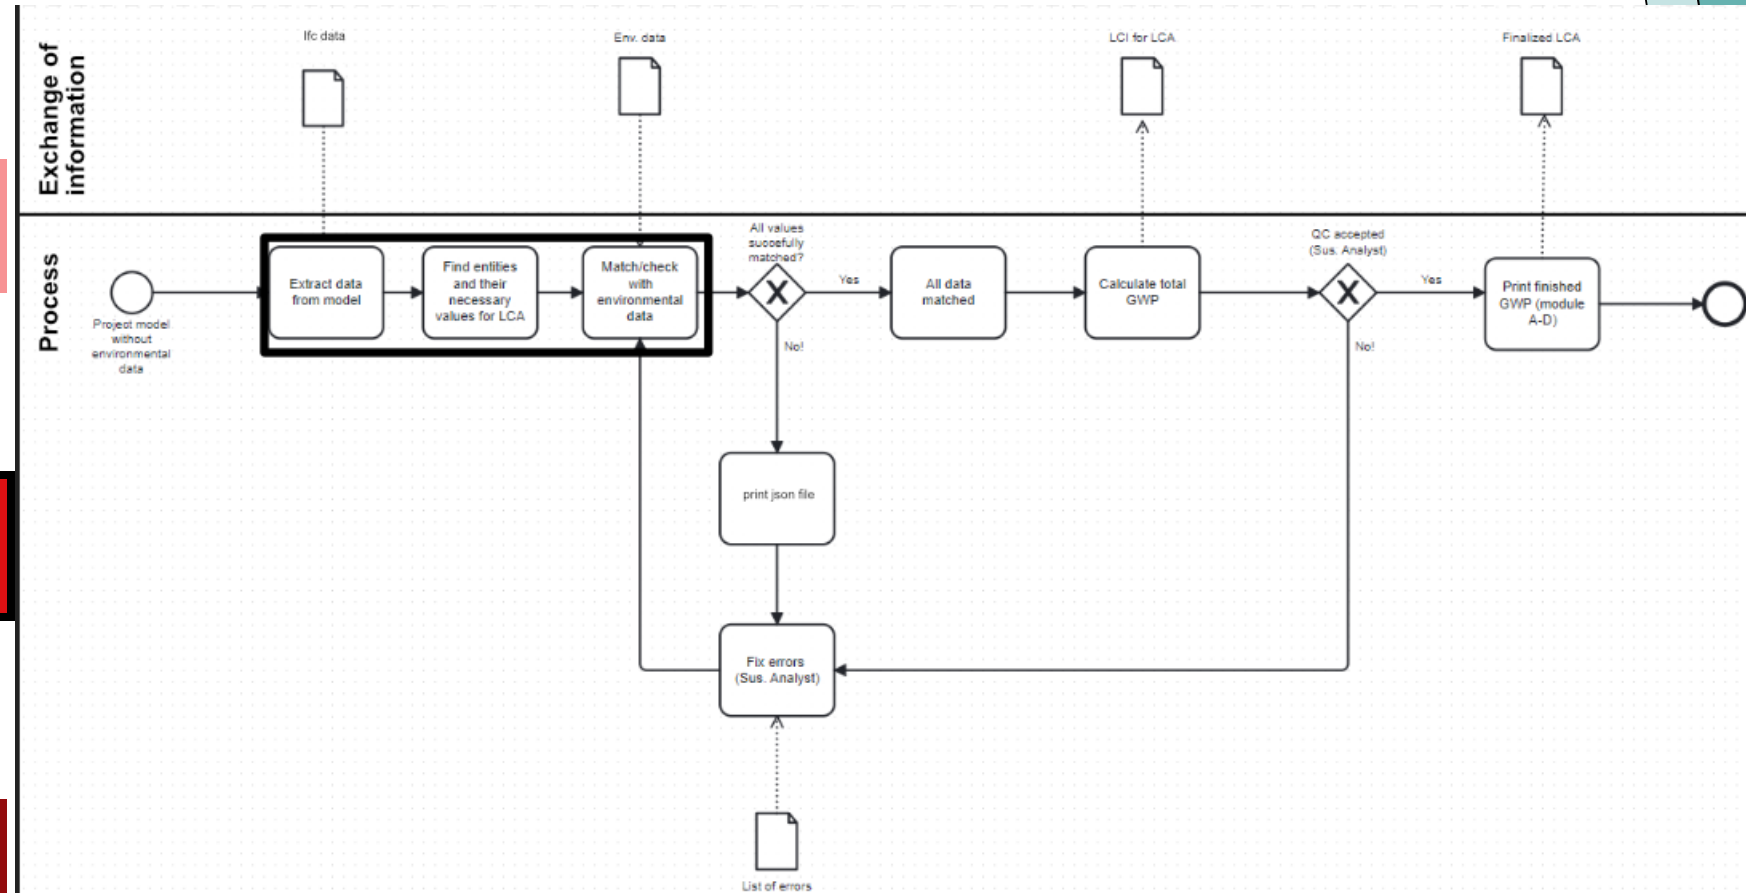 Exchange of
information
Ifc data
Env. data
LCI for LCA
Finalized LCA
Process
Project model
without
environmental
data
Extract data
from model
Find entities
and their
necessary
values for LCA
Match/check
with
environmental
data
All values
succefully
matched?
Yes
No!
All data
matched
Calculate total
GWP
QC accepted
(Sus. Analyst)
Yes
No!
Print finished
GWP (module
A-D)
print json file
Fix errors
(Sus. Analyst)
List of errors